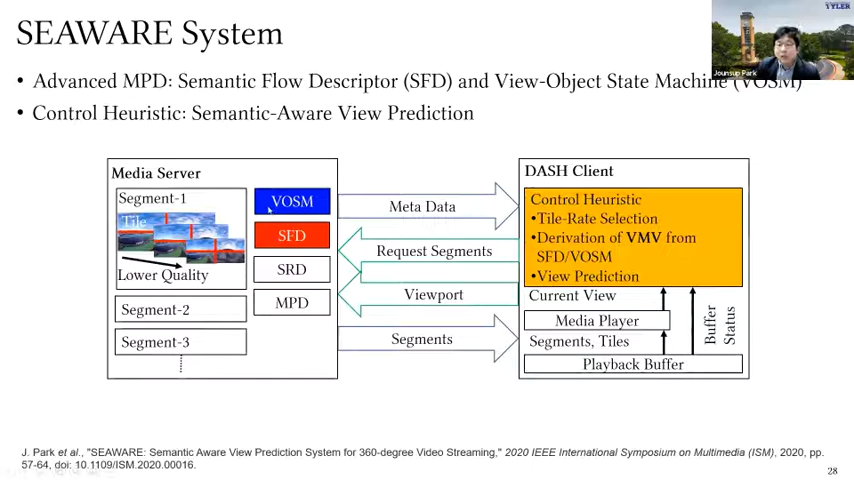 SEAWARE System
TYLER
Jounsup Park
• Advanced MPD: Semantic Flow Descriptor (SFD) and View-Object State Machine (VOSM)
• Control Heuristic: Semantic-Aware View Prediction
Media Server
Segment-1
Tile
Lower Quality
Segment-2
Segment-3
VOSM
SFD
SRD
MPD
Meta Data
Request Segments
Viewport
Segments
DASH Client
Control Heuristic
•Tile-Rate Selection
•Derivation of VMV from
SFD/VOSM
•View Prediction
Current View
Media Player
Segments, Tiles
Playback Buffer
Buffer
Status
J. Park et al., "SEAWARE: Semantic Aware View Prediction System for 360-degree Video Streaming," 2020 IEEE International Symposium on Multimedia (ISM), 2020, pp.
57-64, doi: 10.1109/ISM.2020.00016.
28